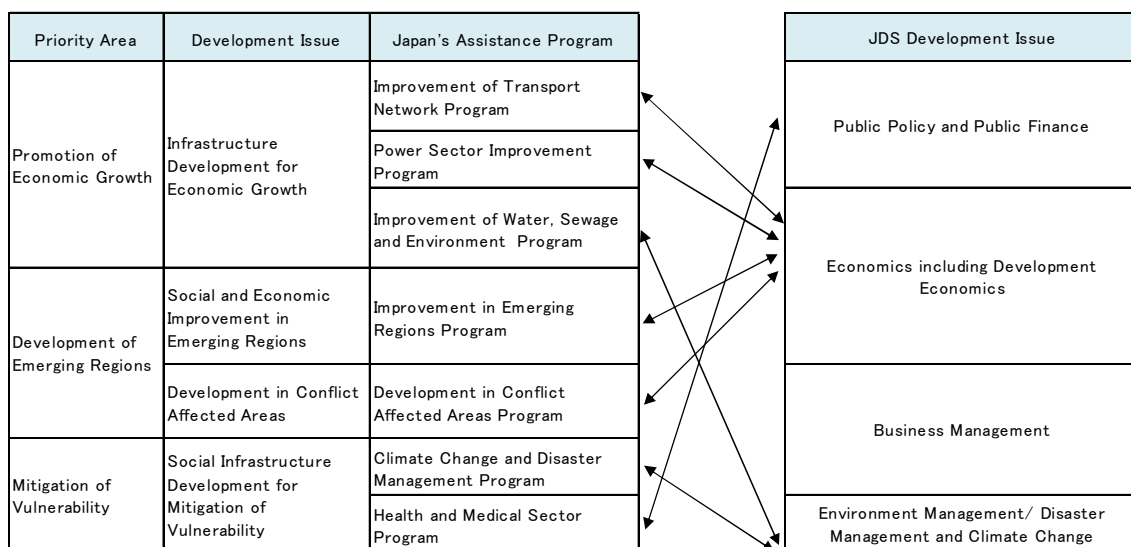 Priority Area
Development Issue
Japan's Assistance Program
JDS Development Issue
Promotion of
Economic Growth
Infrastructure
Development for
Economic Growth
Improvement of Transport
Network Program
Power Sector Improvement
Program
Improvement of Water, Sewage
and Environment Program
Development of
Emerging Regions
Social and Economic
Improvement in
Emerging Regions
Improvement in Emerging
Regions Program
Development in Conflict
Affected Areas
Development in Conflict
Affected Areas Program
Mitigation of
Vulnerability
Social Infrastructure
Development for
Mitigation of
Vulnerability
Climate Change and Disaster
Management Program
Health and Medical Sector
Program
Public Policy and Public Finance
Economics including Development
Economics
Business Management
Environment Management/ Disaster
Management and Climate Change